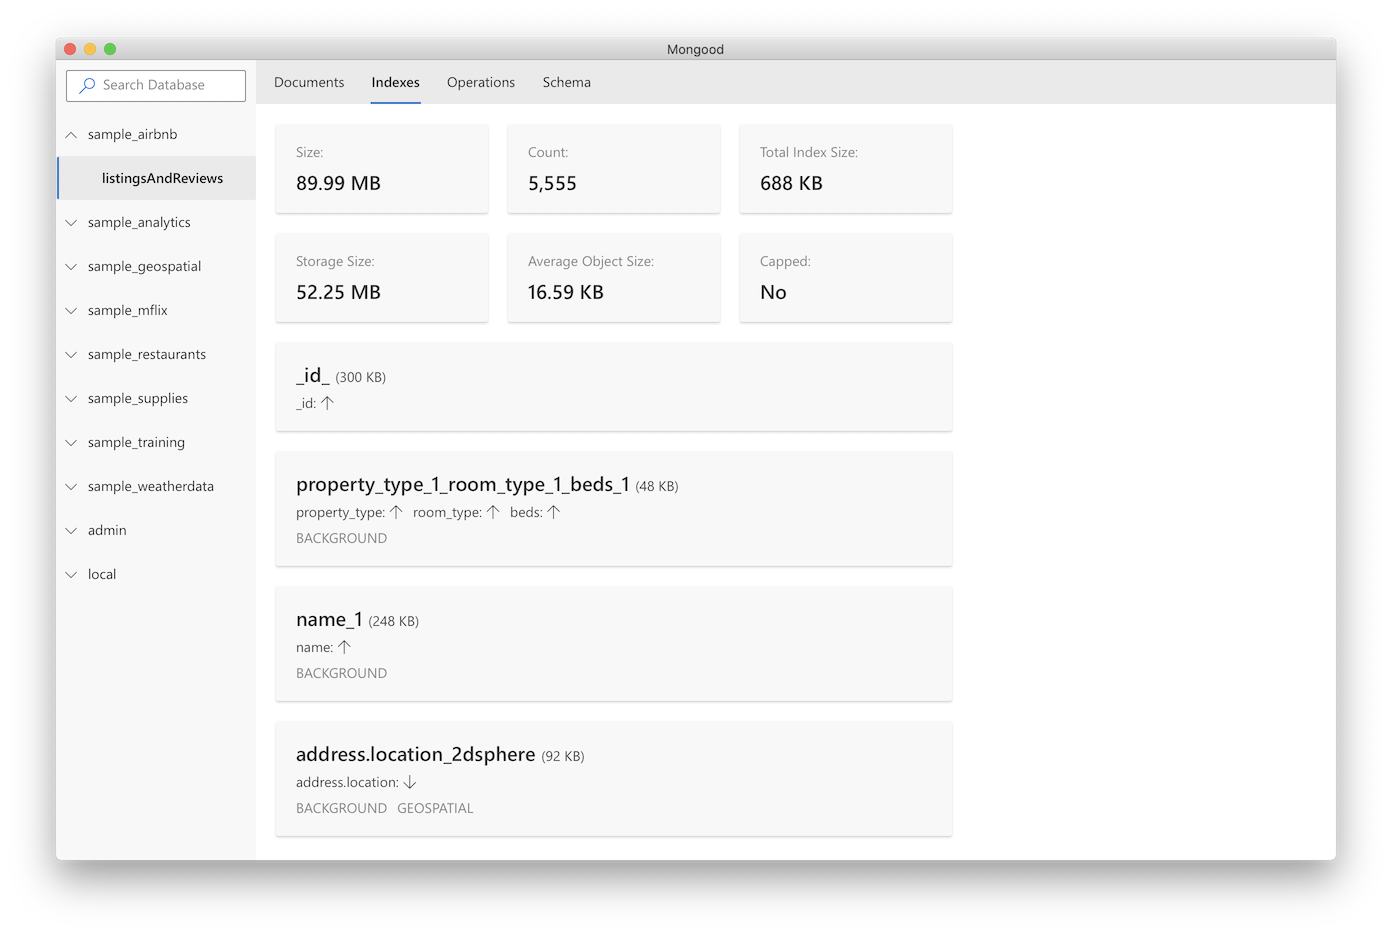 Mongood
Search Database
sample_airbnb
listingsAndReviews
sample_analytics
sample_geospatial
sample_mflix
sample_restaurants
sample_supplies
sample_training
sample_weatherdata
admin
local
Documents Indexes Operations Schema
Size: Count: Total Index Size:
89.99 MB 5,555 688 KB
Storage Size: Average Object Size: Capped:
52.25 MB 16.59 KB No
_id_ (300 KB)
_id: ↑
property_type_1_room_type_1_beds_1 (48 KB)
property_type: ↑ room_type: ↑ beds: ↑
BACKGROUND
name_1 (248 KB)
name: ↑
BACKGROUND
address.location_2dsphere (92 KB)
address.location: ↓
BACKGROUND GEOSPATIAL